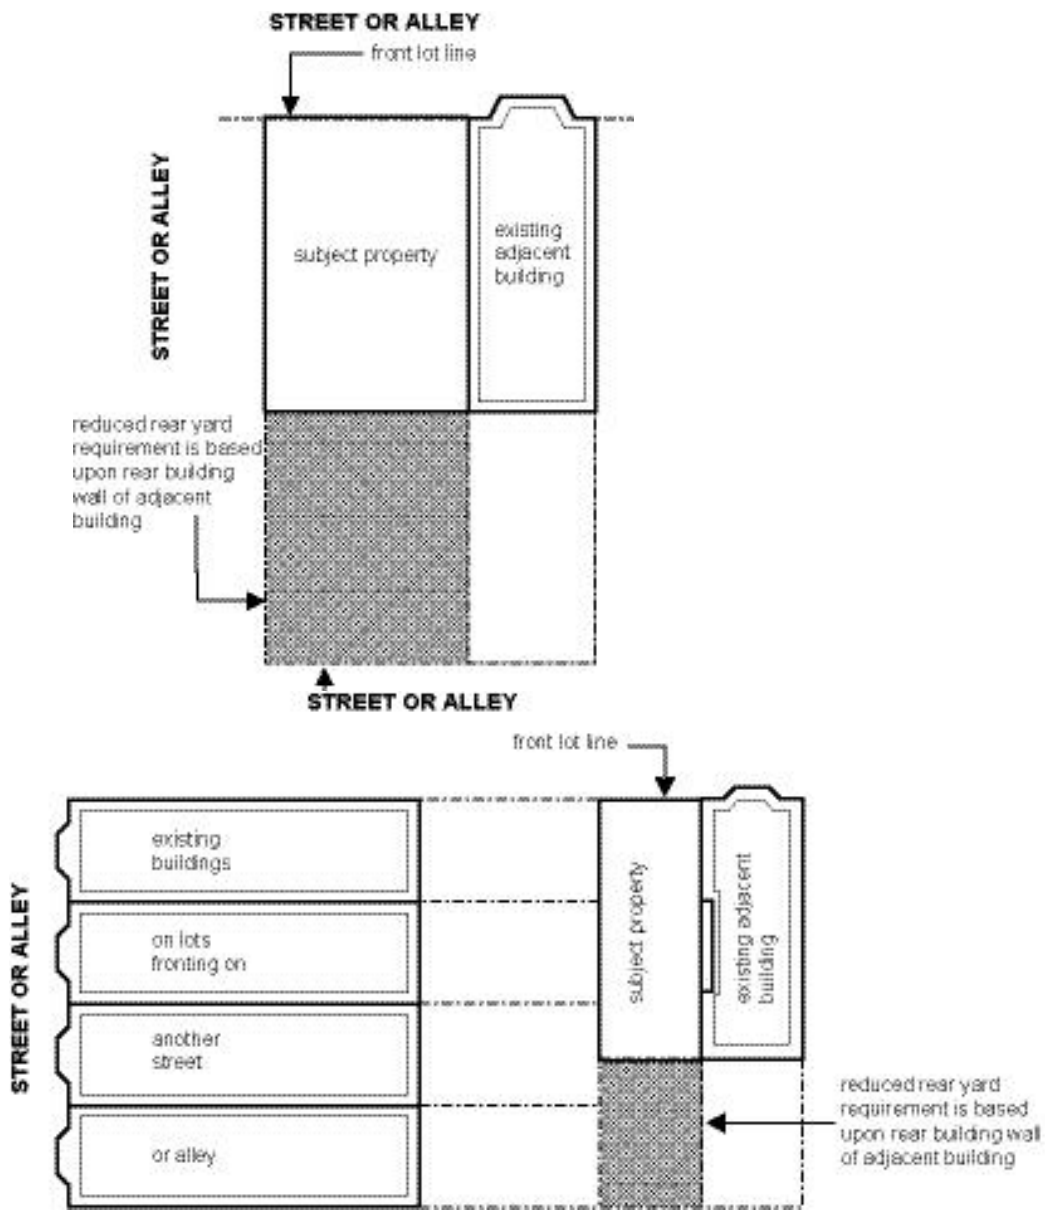 STREET OR ALLEY
front lot line
STREET OR ALLEY
subject property
existing
adjacent
building
reduced rear yard
requirement is based
upon rear building
wall of adjacent
building
STREET OR ALLEY
front lot line
STREET OR ALLEY
existing
buildings
on lots
fronting on
another
street
or alley
subject property
existing adjacent
building
reduced rear yard
requirement is based
upon rear building wall
of adjacent building